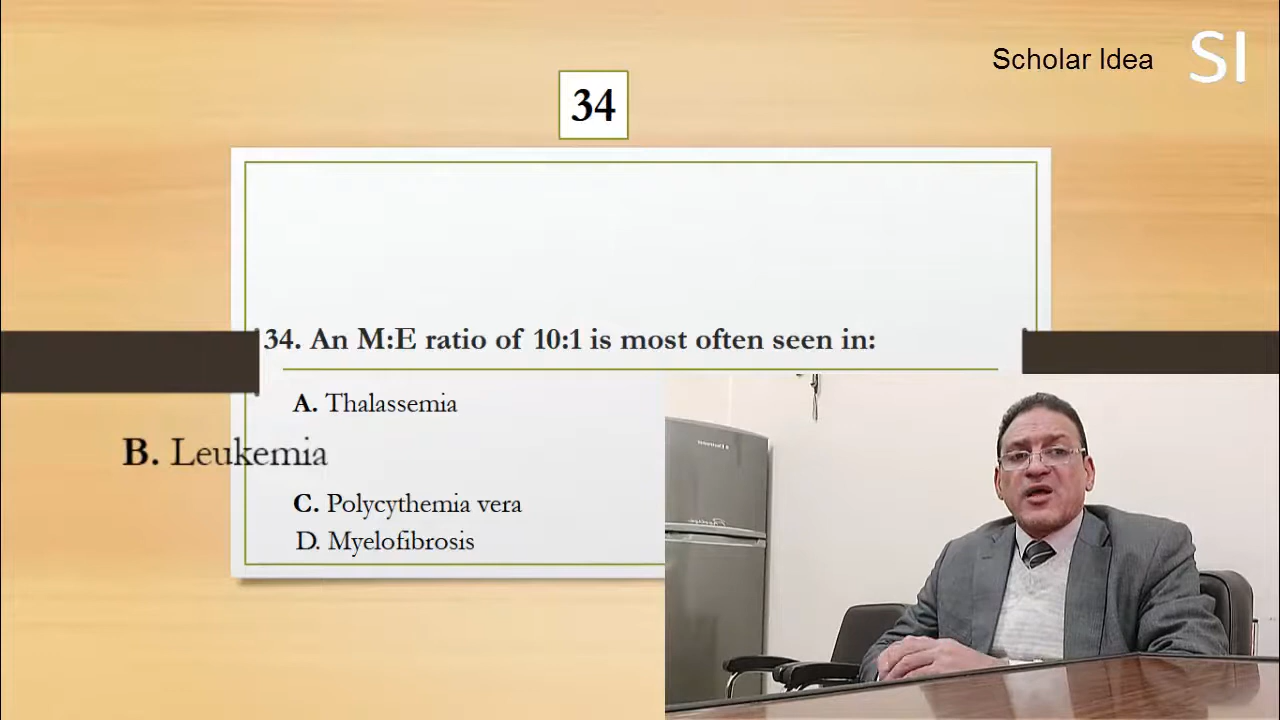 Scholar Idea SI
34
34. An M:E ratio of 10:1 is most often seen in:
A. Thalassemia
B. Leukemia
C. Polycythemia vera
D. Myelofibrosis